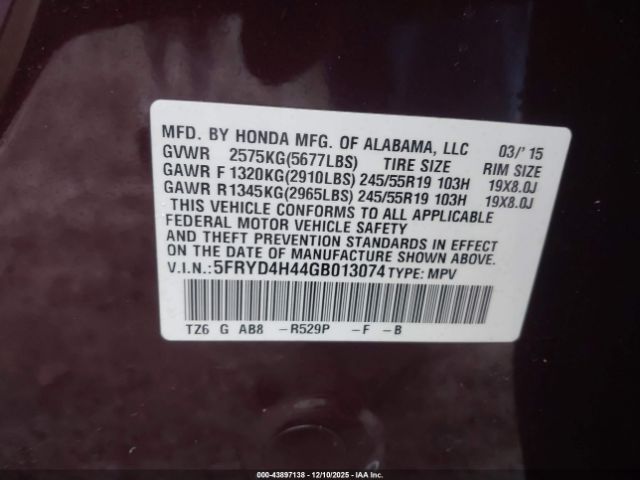 MFD. BY HONDA MFG. OF ALABAMA, LLC 03/'15
GVWR 2575KG(5677LBS) TIRE SIZE RIM SIZE
GAWR F 1320KG(2910LBS) 245/55R19 103H 19X8.0J
GAWR R1345KG(2965LBS) 245/55R19 103H 19X8.0J
THIS VEHICLE CONFORMS TO ALL APPLICABLE
FEDERAL MOTOR VEHICLE SAFETY
AND THEFT PREVENTION STANDARDS IN EFFECT
ON THE DATE OF MANUFACTURE SHOWN ABOVE.
V.I.N.: 5FRYD4H44GB013074 TYPE: MPV
TZ6 G AB8 -R529P -F -B
000-43897138 - 12/10/2025 - IAA Inc.